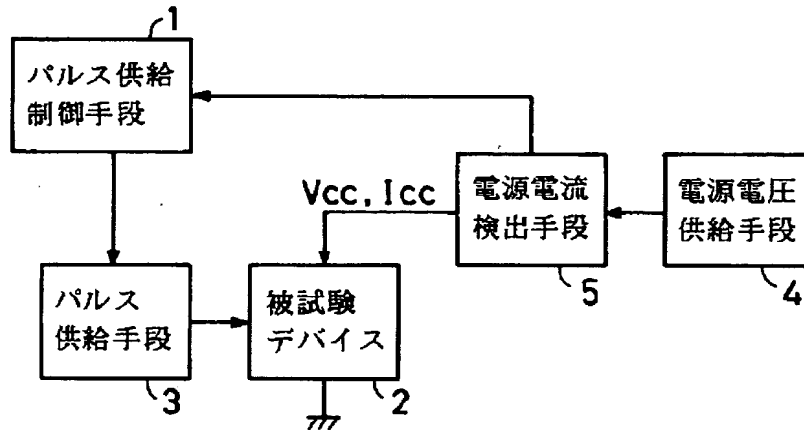 1
パルス供給
制御手段
Vcc, Icc
電源電流
検出手段
5
電源電圧
供給手段
4
パルス
供給手段
3
被試験
デバイス
2